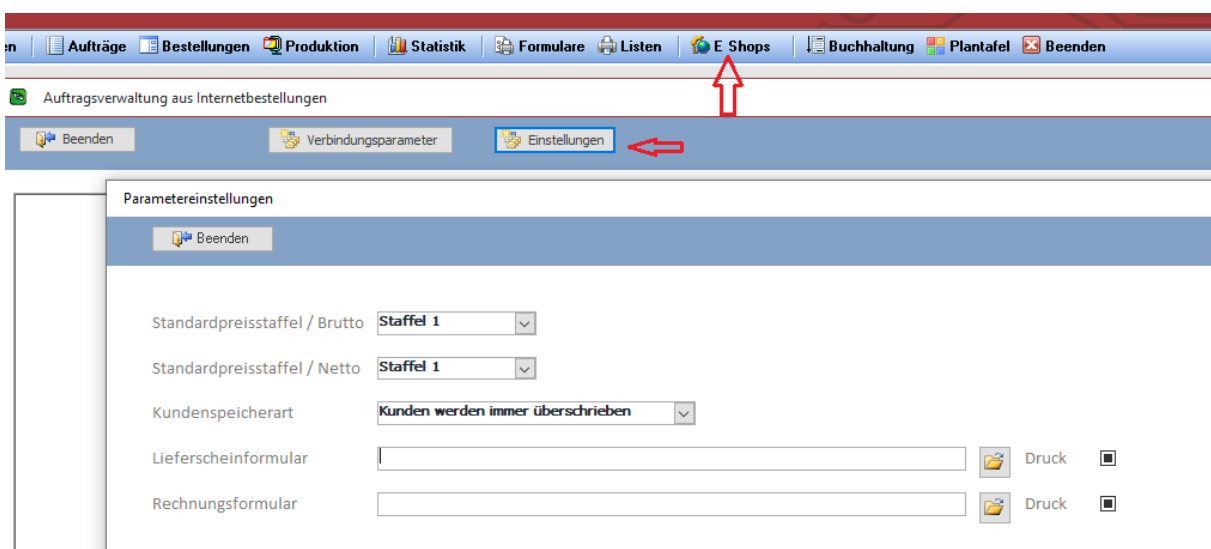 en Aufträge Bestellungen Produktion Statistik Formulare Listen E Shops Buchhaltung Plantafel Beenden
Auftragsverwaltung aus Internetbestellungen
Beenden Verbindungsparameter Einstellungen
Parametereinstellungen
Beenden
Standardpreisstaffel / Brutto Staffel 1
Standardpreisstaffel / Netto Staffel 1
Kundenspeicherart Kunden werden immer überschrieben
Lieferscheinformular Druck
Rechnungsformular Druck